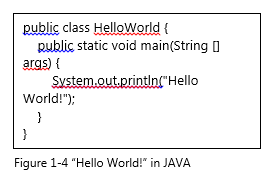 public class HelloWorld {
public static void main(String []
args) {
System.out.println("Hello
World!");
}
}
Figure 1-4 “Hello World!” in JAVA